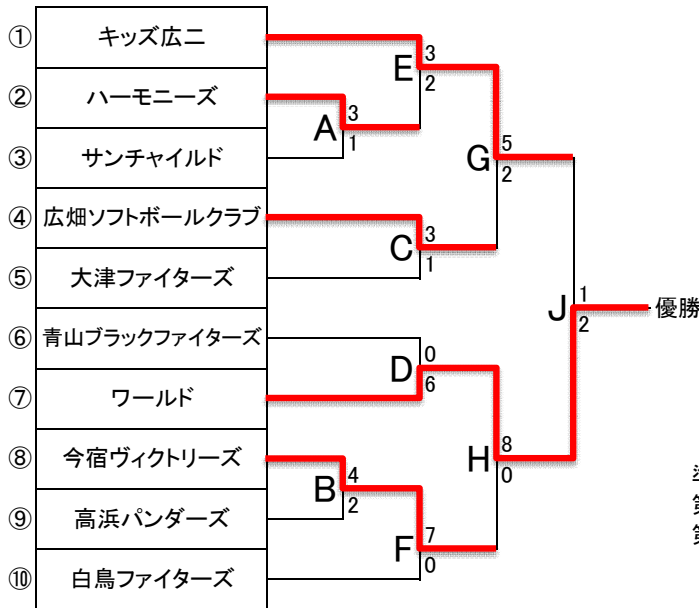 ① キッズ広二
② ハーモニーズ
③ サンチャイルド
④ 広畑ソフトボールクラブ
⑤ 大津ファイターズ
⑥ 青山ブラックファイターズ
⑦ ワールド
⑧ 今宿ヴィクトリーズ
⑨ 高浜パンダーズ
⑩ 白鳥ファイターズ
A 3 1
B 4 2
E 3 2
C 3 1
D 0 6
F 7 0
G 5 2
H 8 0
J 1 2
優勝
第
第